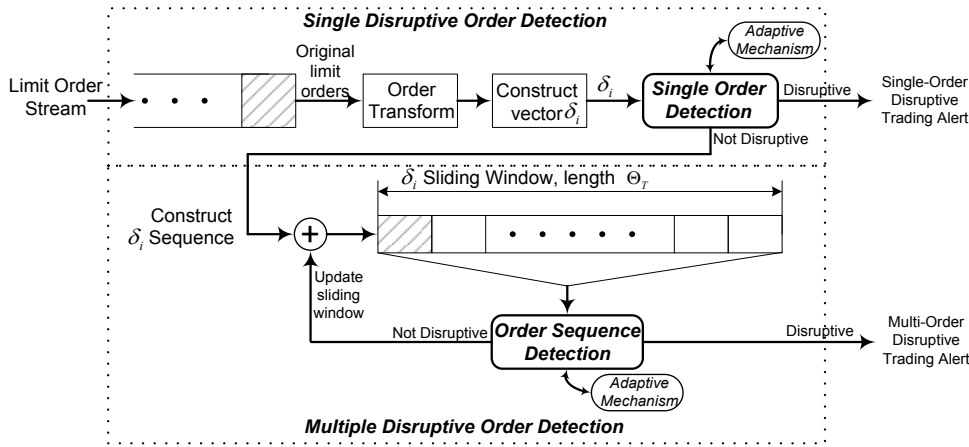 Single Disruptive Order Detection
Adaptive
Mechanism
Original
limit
orders
Limit Order
Stream
Order
Transform
Construct
vector δi
δi
Single Order
Detection
Disruptive
Single-Order
Disruptive
Trading Alert
Not Disruptive
δi Sliding Window, length ΘT
Construct
δi Sequence
+
Update
sliding
window
Not Disruptive
Order Sequence
Detection
Disruptive
Multi-Order
Disruptive
Trading Alert
Adaptive
Mechanism
Multiple Disruptive Order Detection